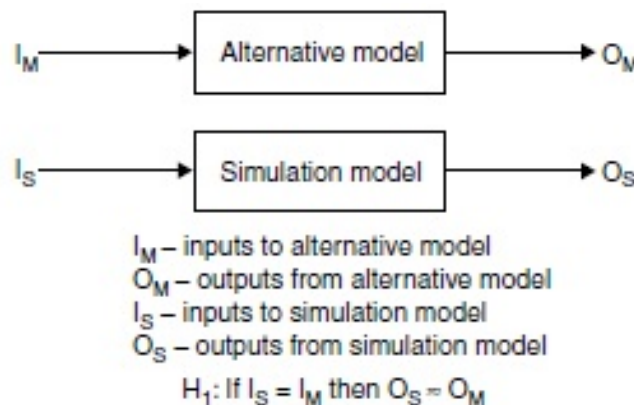 I_M Alternative model O_M
I_S Simulation model O_S
I_M – inputs to alternative model
O_M – outputs from alternative model
I_S – inputs to simulation model
O_S – outputs from simulation model
H_1: If I_S = I_M then O_S ≈ O_M